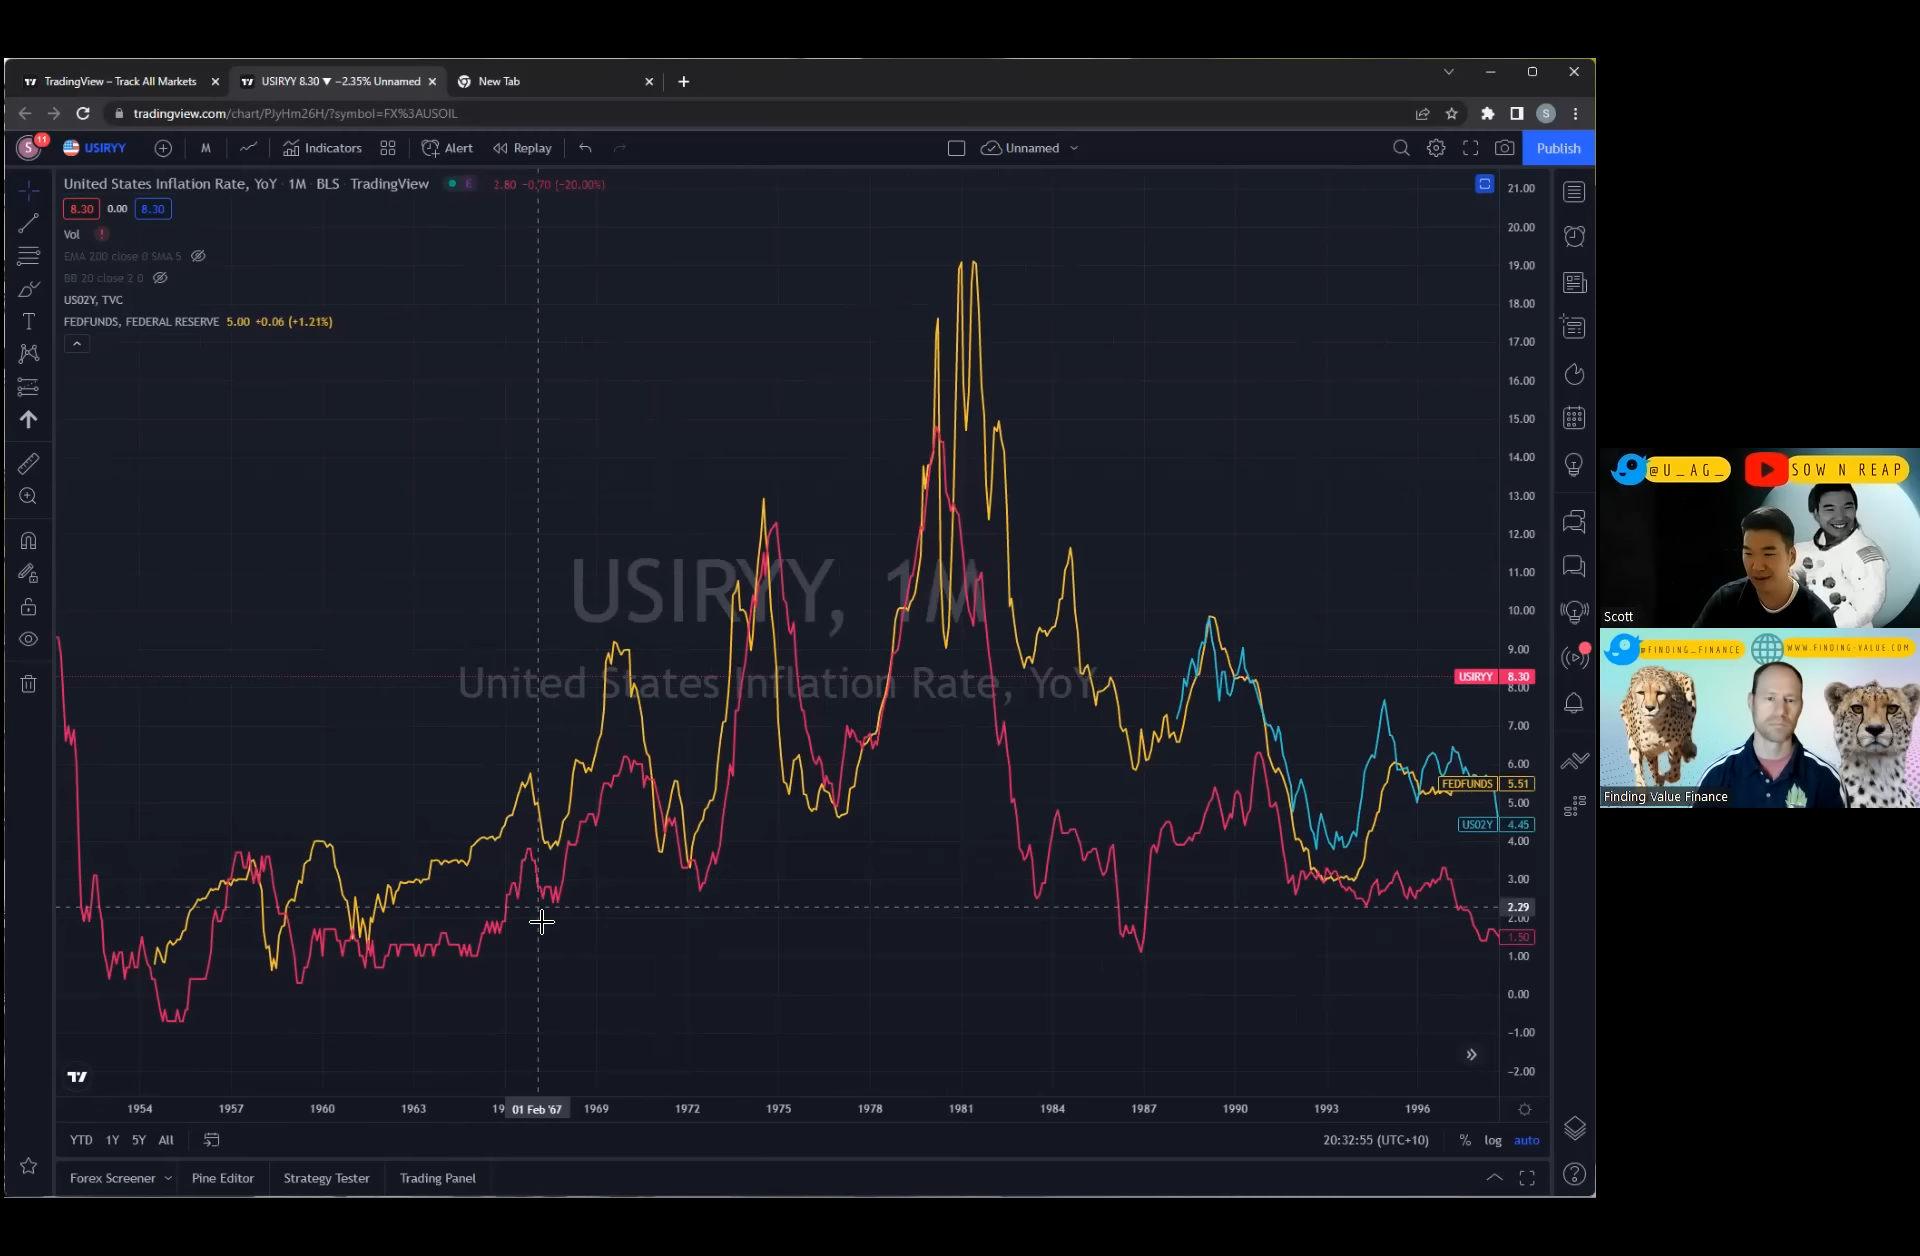 TradingView – Track All Markets
USIRYY 8.30 ▼ −2.35% Unnamed
New Tab
tradingview.com/chart/PJyHm26H/?symbol=FX%3AUSOIL
S
S 11
USIRYY
M
Indicators
Alert
Replay
Unnamed
Publish
United States Inflation Rate, YoY · 1M · BLS · TradingView
E
2.80 −0.70 (−20.00%)
8.30 0.00 8.30
Vol !
EMA 200 close 0 SMA 5
BB 20 close 2 0
US02Y, TVC
FEDFUNDS, FEDERAL RESERVE 5.00 +0.06 (+1.21%)
USIRYY, 1M
United States Inflation Rate, YoY
21.00
20.00
19.00
18.00
17.00
16.00
15.00
14.00
13.00
12.00
11.00
10.00
9.00
USIRYY 8.30
8.00
7.00
6.00
FEDFUNDS 5.51
5.00
US02Y 4.45
4.00
3.00
2.29
2.00
1.50
1.00
0.00
−1.00
−2.00
1954 1957 1960 1963 19 01 Feb '67 1969 1972 1975 1978 1981 1984 1987 1990 1993 1996
YTD 1Y 5Y All
20:32:55 (UTC+10) % log auto
Forex Screener Pine Editor Strategy Tester Trading Panel
@U_AG_
SOW N REAP
Scott
@FINDING_FINANCE
WWW.FINDING-VALUE.COM
Finding Value Finance